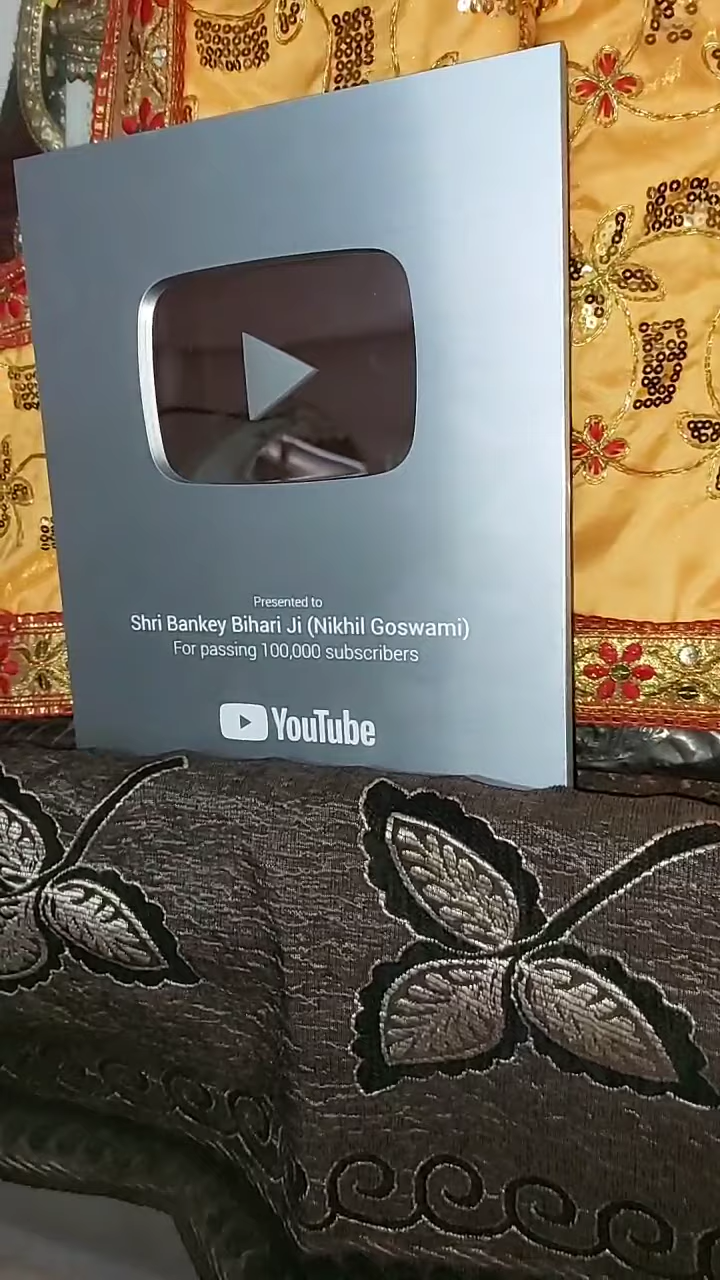 Presented to
Shri Bankey Bihari Ji (Nikhil Goswami)
For passing 100,000 subscribers
YouTube